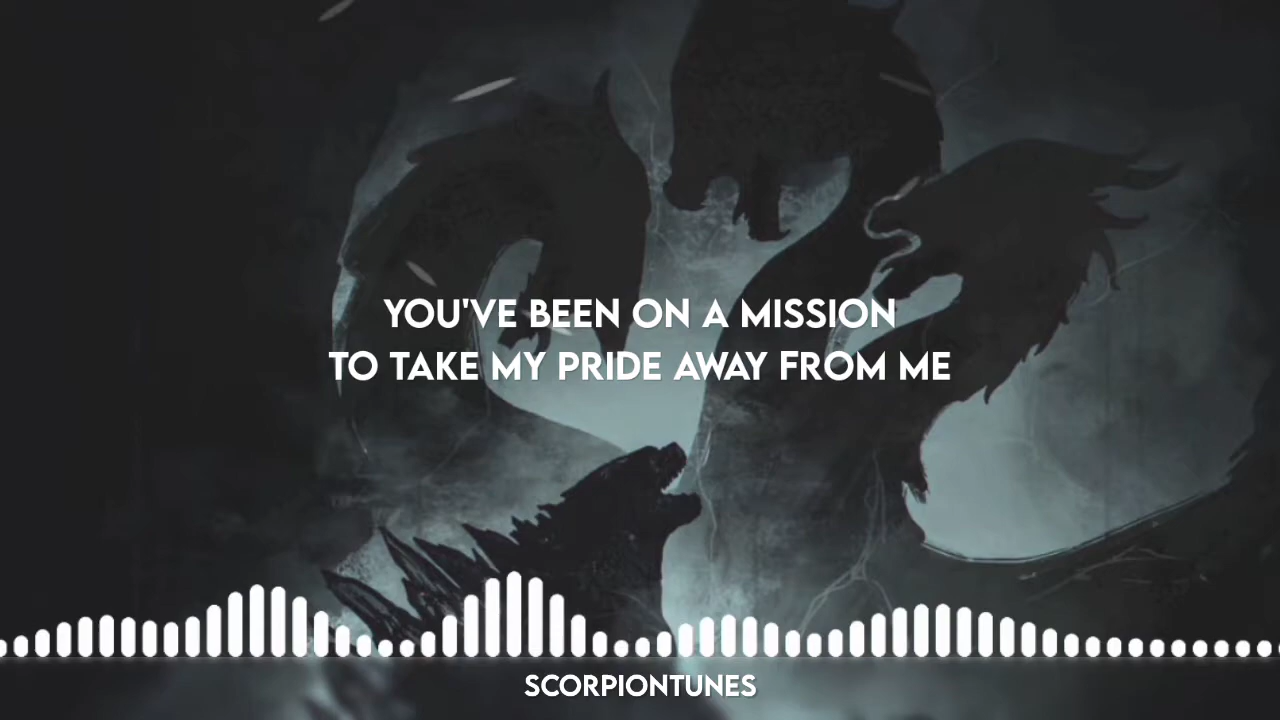 YOU'VE BEEN ON A MISSION
TO TAKE MY PRIDE AWAY FROM ME
SCORPIONTUNES